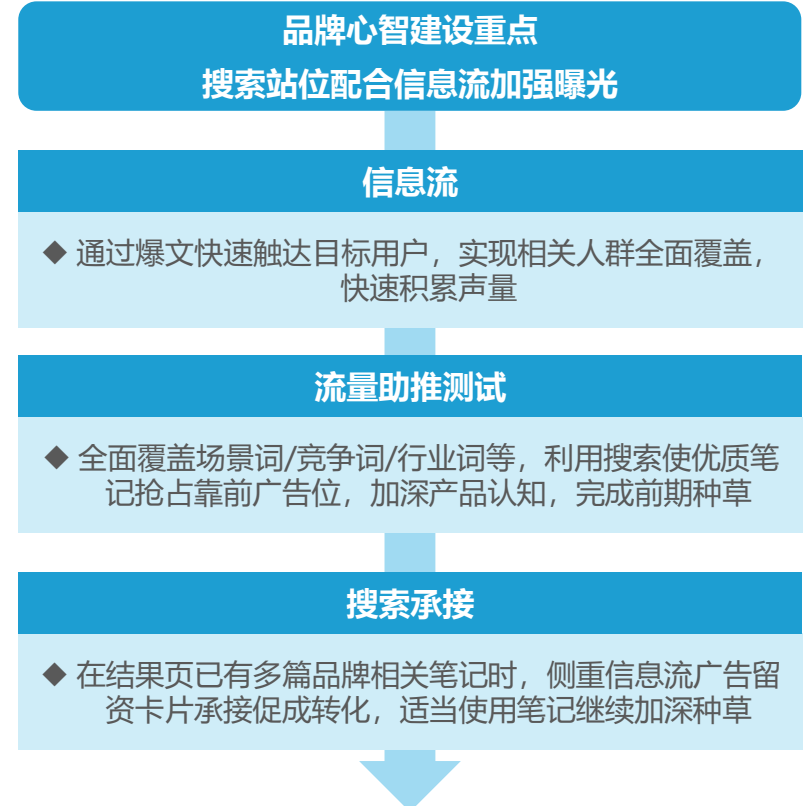 品牌心智建设重点
搜索站位配合信息流加强曝光
信息流
◆ 通过爆文快速触达目标用户，实现相关人群全面覆盖，
快速积累声量
流量助推测试
◆ 全面覆盖场景词/竞争词/行业词等，利用搜索使优质笔
记抢占靠前广告位，加深产品认知，完成前期种草
搜索承接
◆ 在结果页已有多篇品牌相关笔记时，侧重信息流广告留
资卡片承接促成转化，适当使用笔记继续加深种草